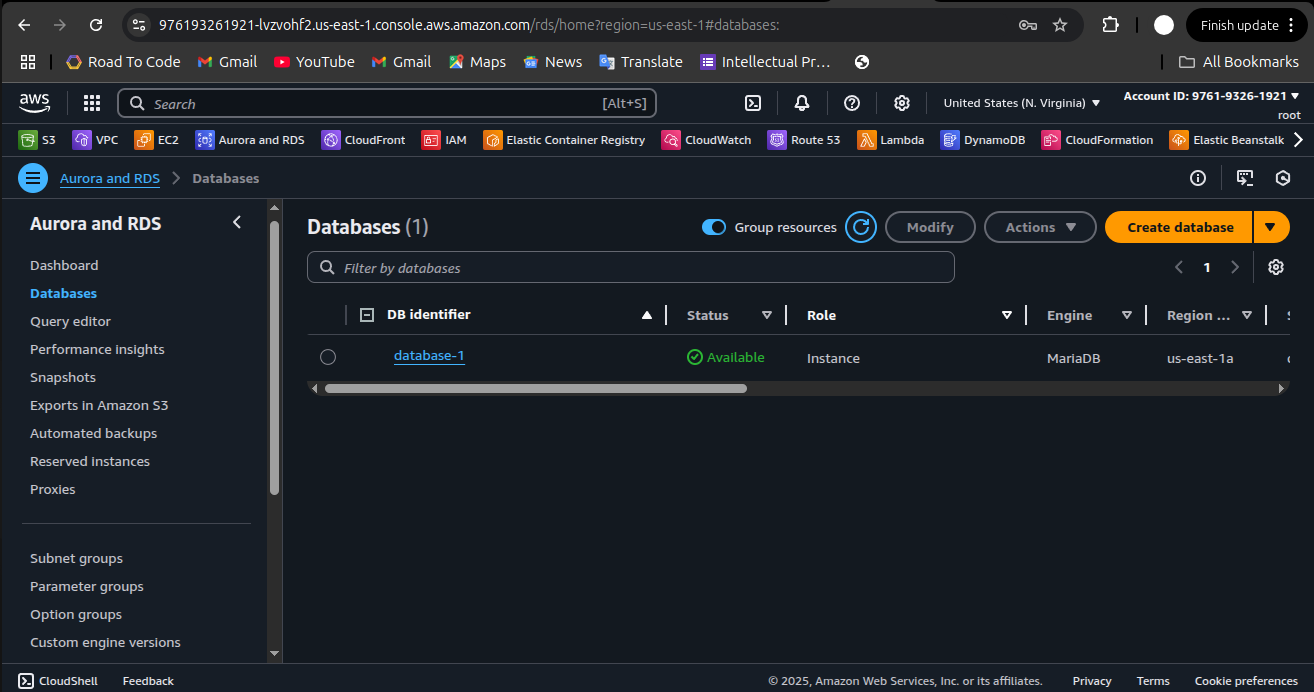 976193261921-lvzvohf2.us-east-1.console.aws.amazon.com/rds/home?region=us-east-1#databases:
Finish update
Road To Code
Gmail
YouTube
Gmail
Maps
News
Translate
Intellectual Pr...
All Bookmarks
aws
Search
[Alt+S]
United States (N. Virginia)
Account ID: 9761-9326-1921
root
S3
VPC
EC2
Aurora and RDS
CloudFront
IAM
Elastic Container Registry
CloudWatch
Route 53
Lambda
DynamoDB
CloudFormation
Elastic Beanstalk
Aurora and RDS
Databases
Aurora and RDS
Dashboard
Databases
Query editor
Performance insights
Snapshots
Exports in Amazon S3
Automated backups
Reserved instances
Proxies
Subnet groups
Parameter groups
Option groups
Custom engine versions
Databases (1)
Group resources
Modify
Actions
Create database
Filter by databases
1
DB identifier
Status
Role
Engine
Region ...
database-1
Available
Instance
MariaDB
us-east-1a
CloudShell
Feedback
© 2025, Amazon Web Services, Inc. or its affiliates.
Privacy
Terms
Cookie preferences